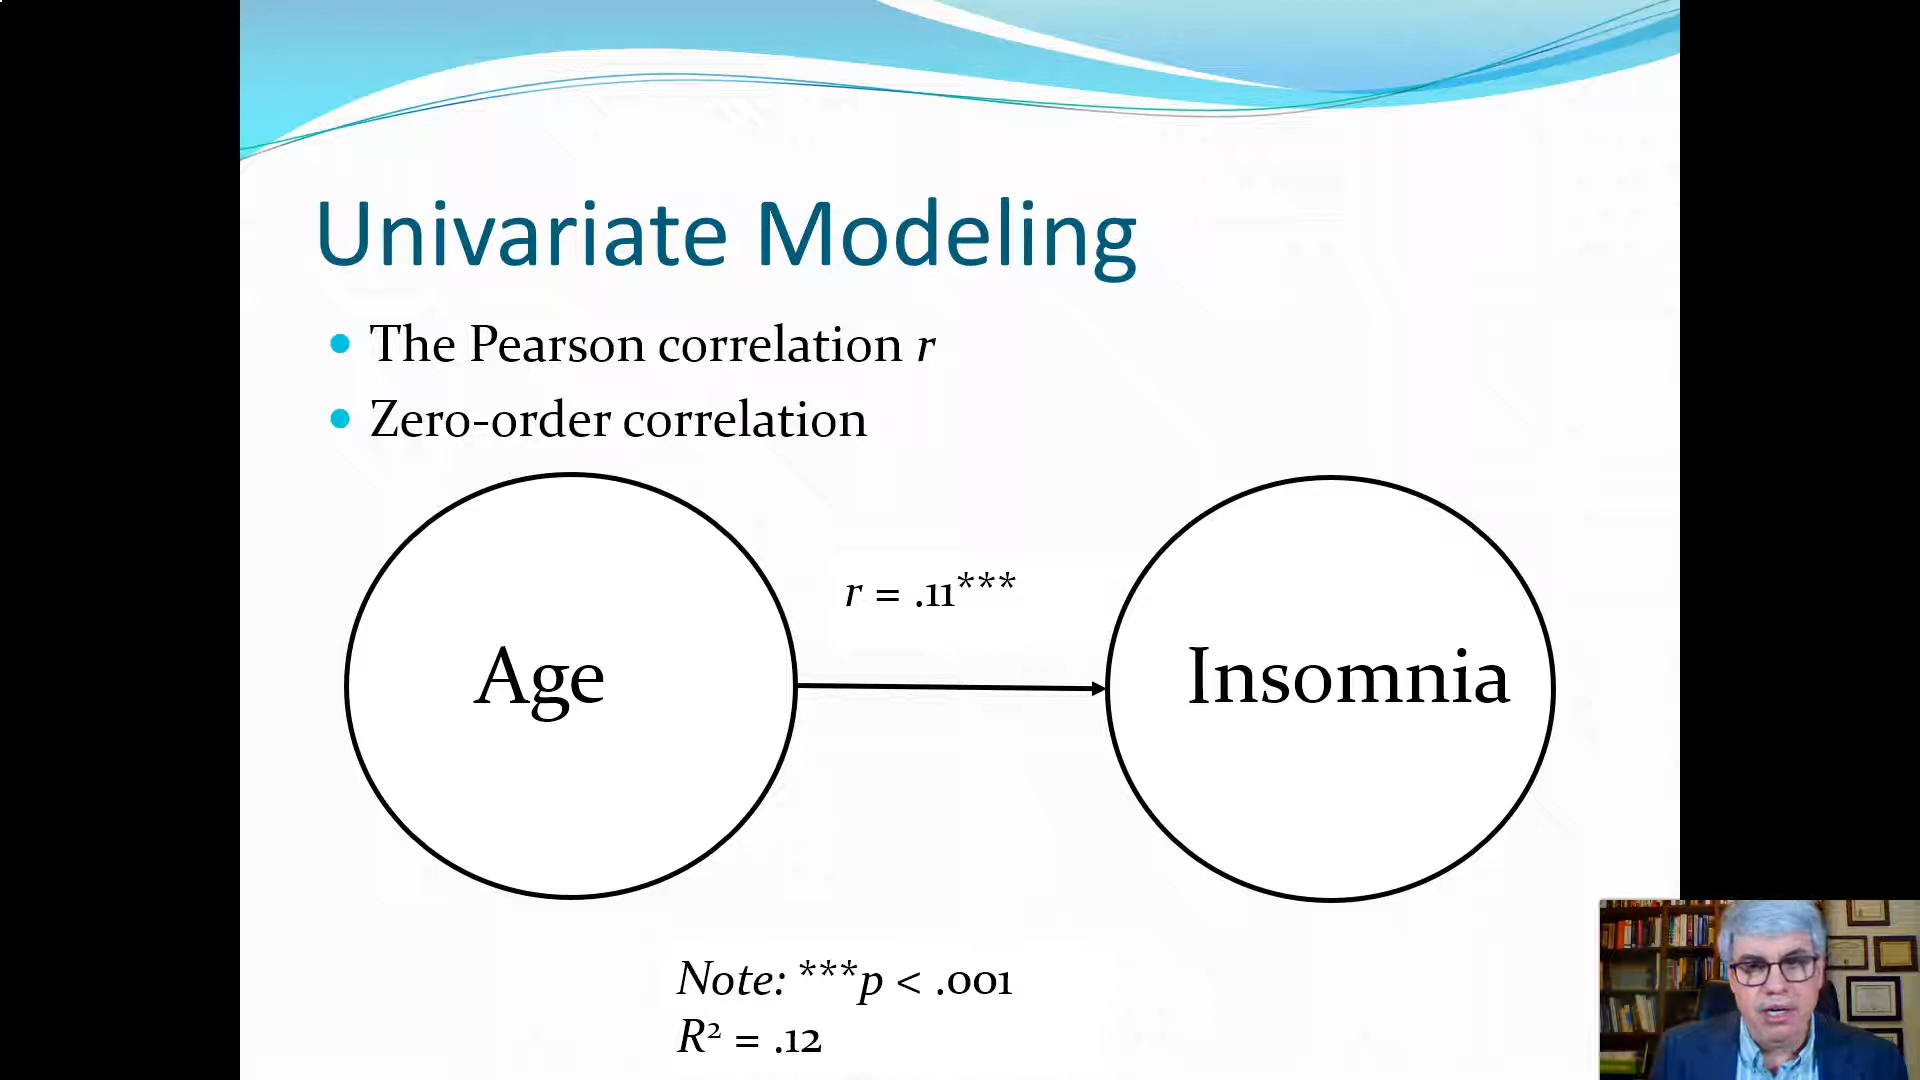 Univariate Modeling
The Pearson correlation r
Zero-order correlation
r = .11***
Age
Insomnia
Note: ***p < .001
R² = .12